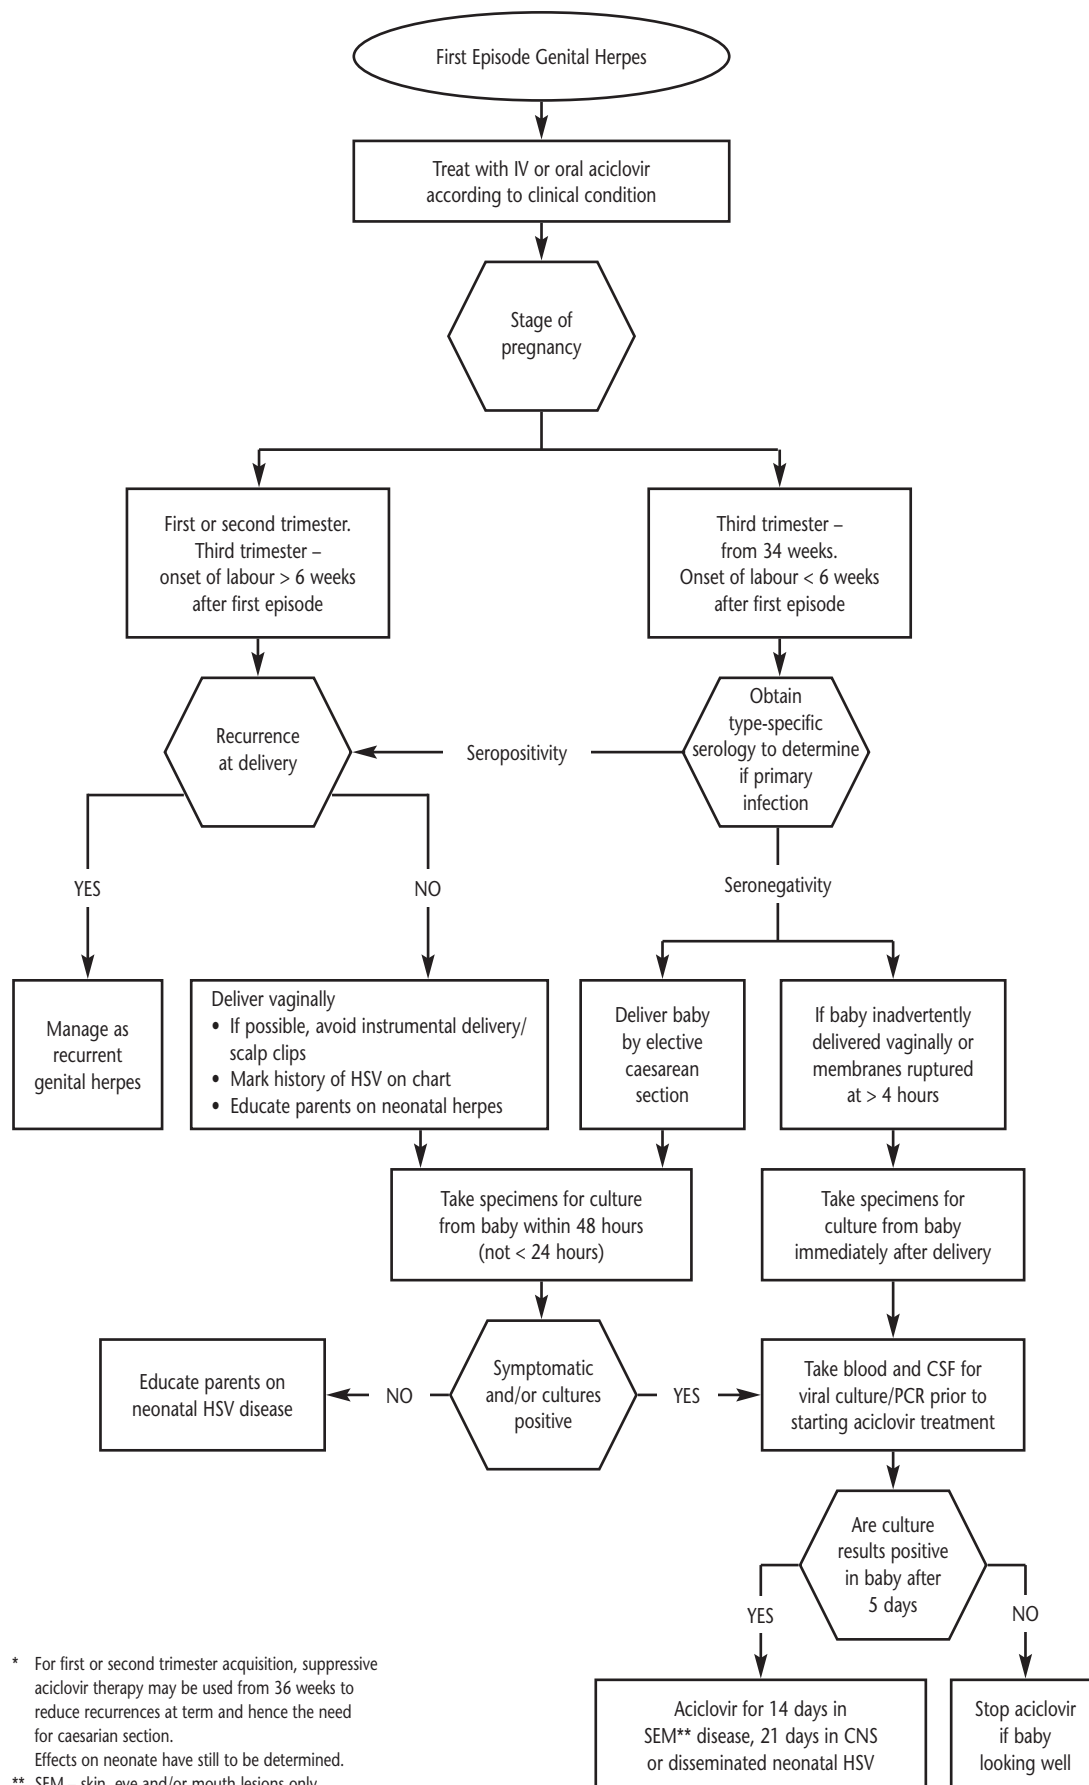 First Episode Genital Herpes
Treat with IV or oral aciclovir
according to clinical condition
Stage of
pregnancy
First or second trimester.
Third trimester –
onset of labour > 6 weeks
after first episode
Third trimester –
from 34 weeks.
Onset of labour < 6 weeks
after first episode
Recurrence
at delivery
Seropositivity
Obtain
type-specific
serology to determine
if primary
infection
YES
NO
Seronegativity
Manage as
recurrent
genital herpes
Deliver vaginally
• If possible, avoid instrumental delivery/
scalp clips
• Mark history of HSV on chart
• Educate parents on neonatal herpes
Deliver baby
by elective
caesarean
section
If baby inadvertently
delivered vaginally or
membranes ruptured
at > 4 hours
Take specimens for culture
from baby within 48 hours
(not < 24 hours)
Take specimens for
culture from baby
immediately after delivery
Educate parents on
neonatal HSV disease
NO
Symptomatic
and/or cultures
positive
YES
Take blood and CSF for
viral culture/PCR prior to
starting aciclovir treatment
Are culture
results positive
in baby after
5 days
YES
NO
Aciclovir for 14 days in
SEM** disease, 21 days in CNS
or disseminated neonatal HSV
Stop aciclovir
if baby
looking well
* For first or second trimester acquisition, suppressive
aciclovir therapy may be used from 36 weeks to
reduce recurrences at term and hence the need
for caesarian section.
Effects on neonate have still to be determined.
** SEM – skin, eye and/or mouth lesions only